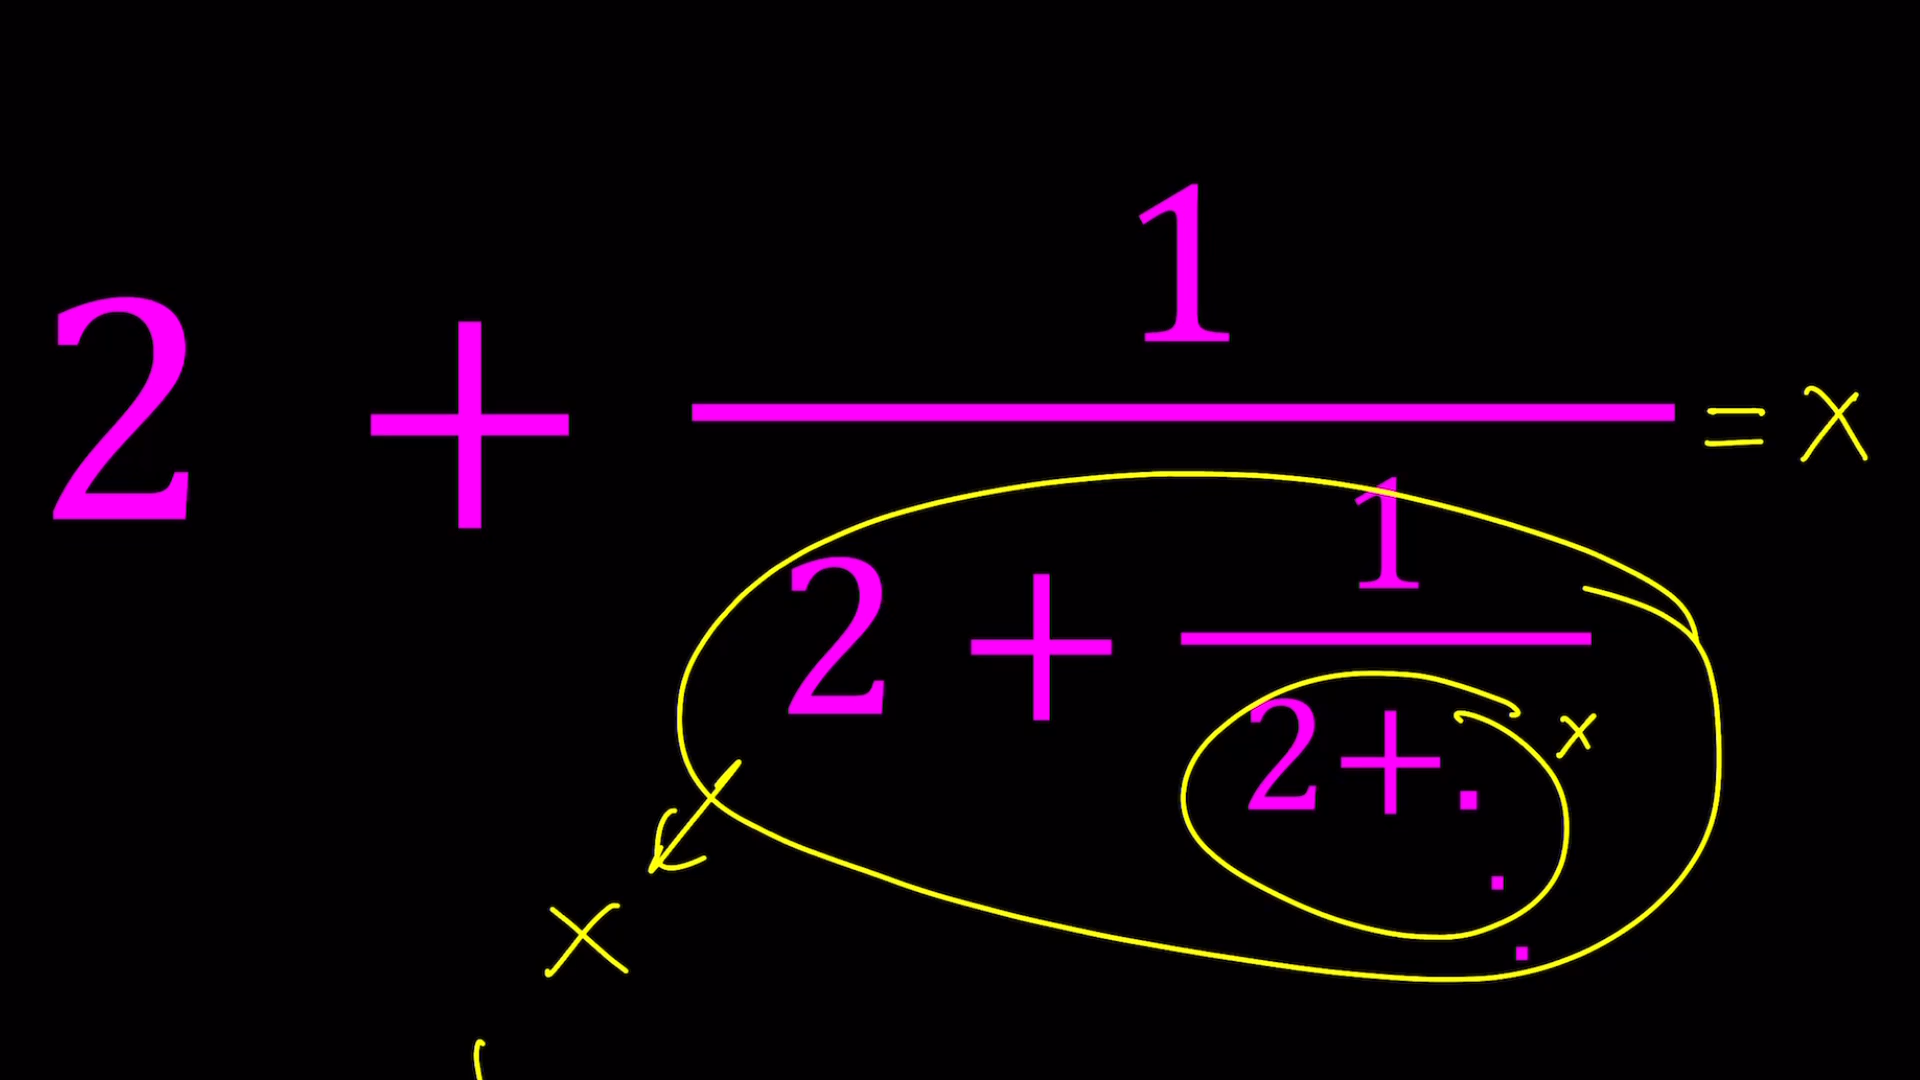 2 + 1
= x
1
2 +
2+.
x
.
.
x